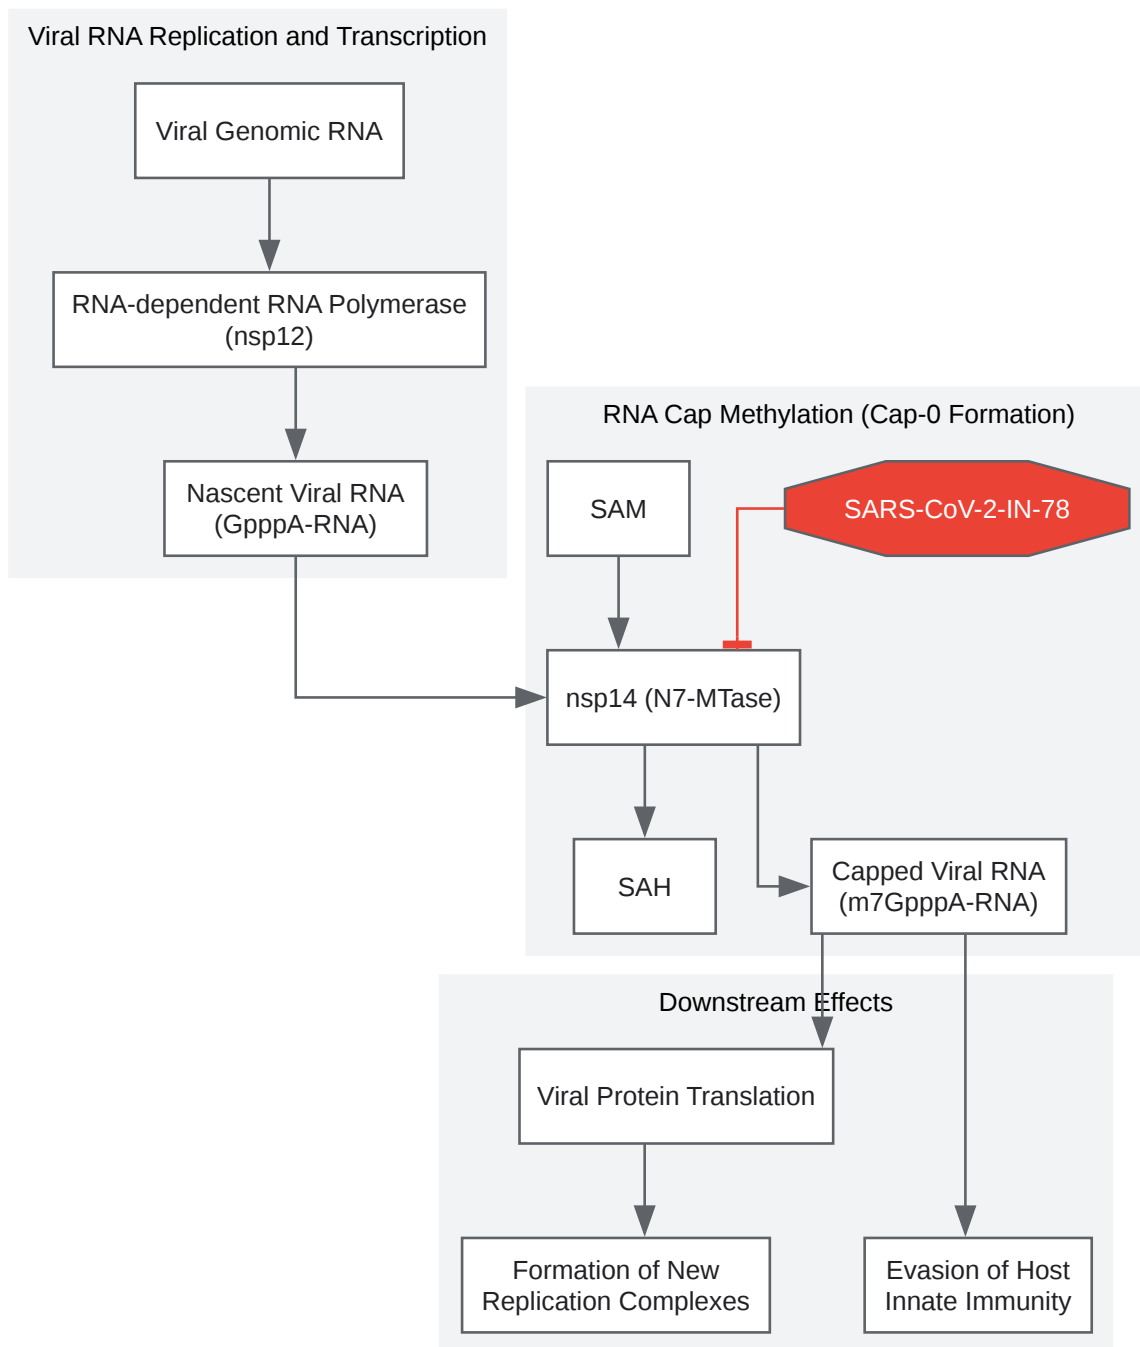 Viral RNA Replication and Transcription
Viral Genomic RNA
RNA-dependent RNA Polymerase
(nsp12)
Nascent Viral RNA
(GpppA-RNA)
RNA Cap Methylation (Cap-0 Formation)
SAM
SARS-CoV-2-IN-78
nsp14 (N7-MTase)
SAH
Capped Viral RNA
(m7GpppA-RNA)
Downstream Effects
Viral Protein Translation
Formation of New
Replication Complexes
Evasion of Host
Innate Immunity